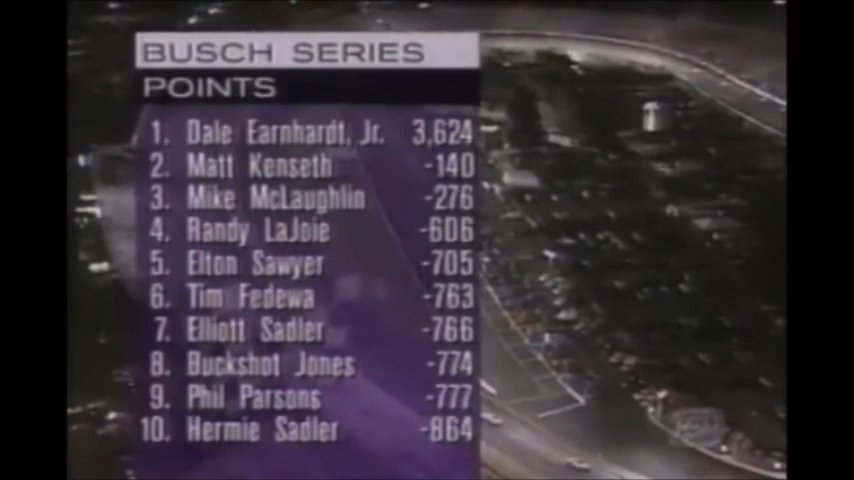 BUSCH SERIES
POINTS
1. Dale Earnhardt, Jr. 3,624
2. Matt Kenseth -140
3. Mike McLaughlin -276
4. Randy LaJoie -606
5. Elton Sawyer -705
6. Tim Fedewa -763
7. Elliott Sadler -766
8. Buckshot Jones -774
9. Phil Parsons -777
10. Hermie Sadler -864